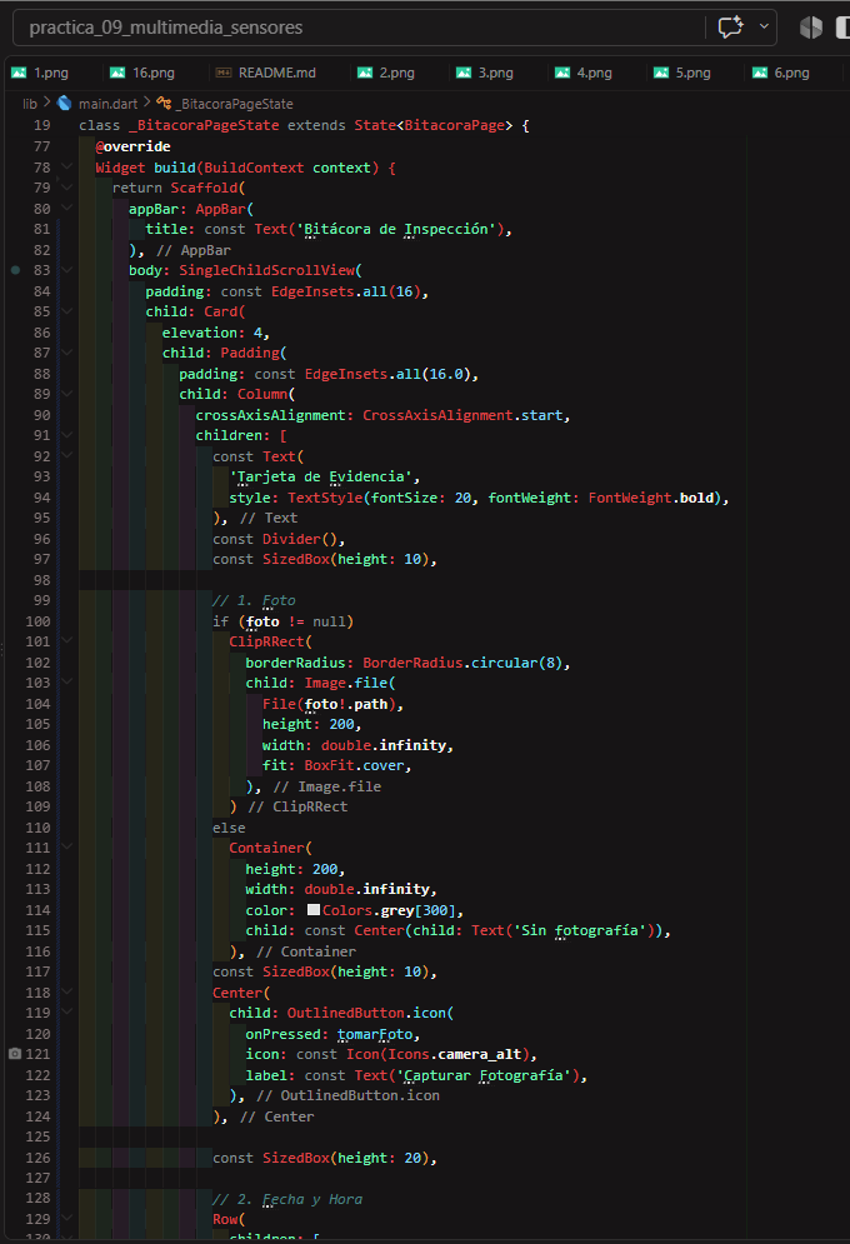 practica_09_multimedia_sensores
1.png 16.png README.md 2.png 3.png 4.png 5.png 6.png
lib > main.dart > _BitacoraPageState
19 class _BitacoraPageState extends State<BitacoraPage> {
77 @override
78 Widget build(BuildContext context) {
79 return Scaffold(
80 appBar: AppBar(
81 title: const Text('Bitácora de Inspección'),
82 ), // AppBar
83 body: SingleChildScrollView(
84 padding: const EdgeInsets.all(16),
85 child: Card(
86 elevation: 4,
87 child: Padding(
88 padding: const EdgeInsets.all(16.0),
89 child: Column(
90 crossAxisAlignment: CrossAxisAlignment.start,
91 children: [
92 const Text(
93 'Tarjeta de Evidencia',
94 style: TextStyle(fontSize: 20, fontWeight: FontWeight.bold),
95 ), // Text
96 const Divider(),
97 const SizedBox(height: 10),
98
99 // 1. Foto
100 if (foto != null)
101 ClipRRect(
102 borderRadius: BorderRadius.circular(8),
103 child: Image.file(
104 File(foto!.path),
105 height: 200,
106 width: double.infinity,
107 fit: BoxFit.cover,
108 ), // Image.file
109 ) // ClipRRect
110 else
111 Container(
112 height: 200,
113 width: double.infinity,
114 color: Colors.grey[300],
115 child: const Center(child: Text('Sin fotografía')),
116 ), // Container
117 const SizedBox(height: 10),
118 Center(
119 child: OutlinedButton.icon(
120 onPressed: tomarFoto,
121 icon: const Icon(Icons.camera_alt),
122 label: const Text('Capturar Fotografía'),
123 ), // OutlinedButton.icon
124 ), // Center
125
126 const SizedBox(height: 20),
127
128 // 2. Fecha y Hora
129 Row(
130 children: [